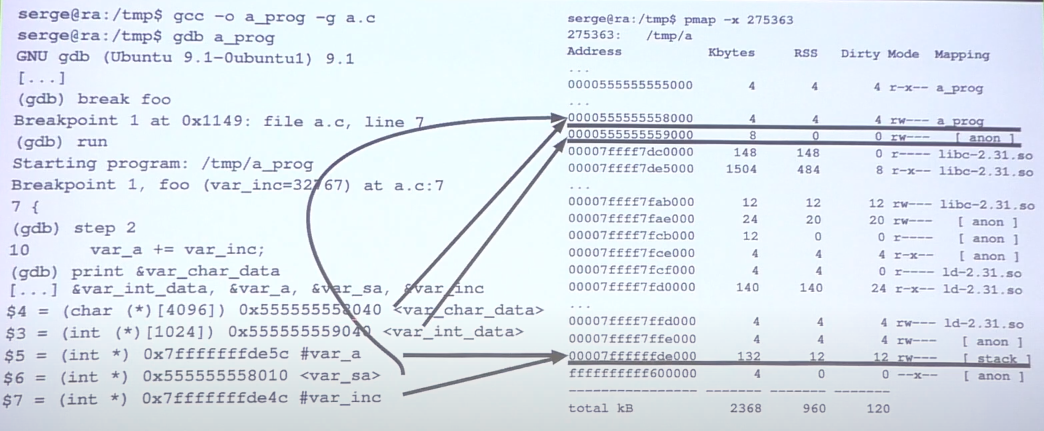 serge@ra:/tmp$ gcc -o a_prog -g a.c
serge@ra:/tmp$ gdb a_prog
GNU gdb (Ubuntu 9.1-0ubuntu1) 9.1
[...]
(gdb) break foo
Breakpoint 1 at 0x1149: file a.c, line 7
(gdb) run
Starting program: /tmp/a_prog
Breakpoint 1, foo (var_inc=32767) at a.c:7
7 {
(gdb) step 2
10 var_a += var_inc;
(gdb) print &var_char_data
[...] &var_int_data, &var_a, &var_sa, &var_inc
$4 = (char (*)[4096]) 0x555555558040 <var_char_data>
$3 = (int (*)[1024]) 0x555555559040 <var_int_data>
$5 = (int *) 0x7fffffffde5c #var_a
$6 = (int *) 0x555555558010 <var_sa>
$7 = (int *) 0x7fffffffde4c #var_inc
serge@ra:/tmp$ pmap -x 275363
275363: /tmp/a
Address Kbytes RSS Dirty Mode Mapping
...
0000555555555000 4 4 4 r-x-- a_prog
...
0000555555558000 4 4 4 rw--- a_prog
0000555555559000 8 0 0 rw--- [ anon ]
00007ffff7dc0000 148 148 0 r---- libc-2.31.so
00007ffff7de5000 1504 484 8 r-x-- libc-2.31.so
...
00007ffff7fab000 12 12 12 rw--- libc-2.31.so
00007ffff7fae000 24 20 20 rw--- [ anon ]
00007ffff7fcb000 12 0 0 r---- [ anon ]
00007ffff7fce000 4 4 4 r-x-- [ anon ]
00007ffff7fcf000 4 4 0 r---- ld-2.31.so
00007ffff7fd0000 140 140 24 r-x-- ld-2.31.so
...
00007ffff7ffd000 4 4 4 rw--- ld-2.31.so
00007ffff7ffe000 4 4 4 rw--- [ anon ]
00007ffffffde000 132 12 12 rw--- [ stack ]
ffffffffff600000 4 0 0 --x-- [ anon ]
---------------- ------- ------- -------
total kB 2368 960 120